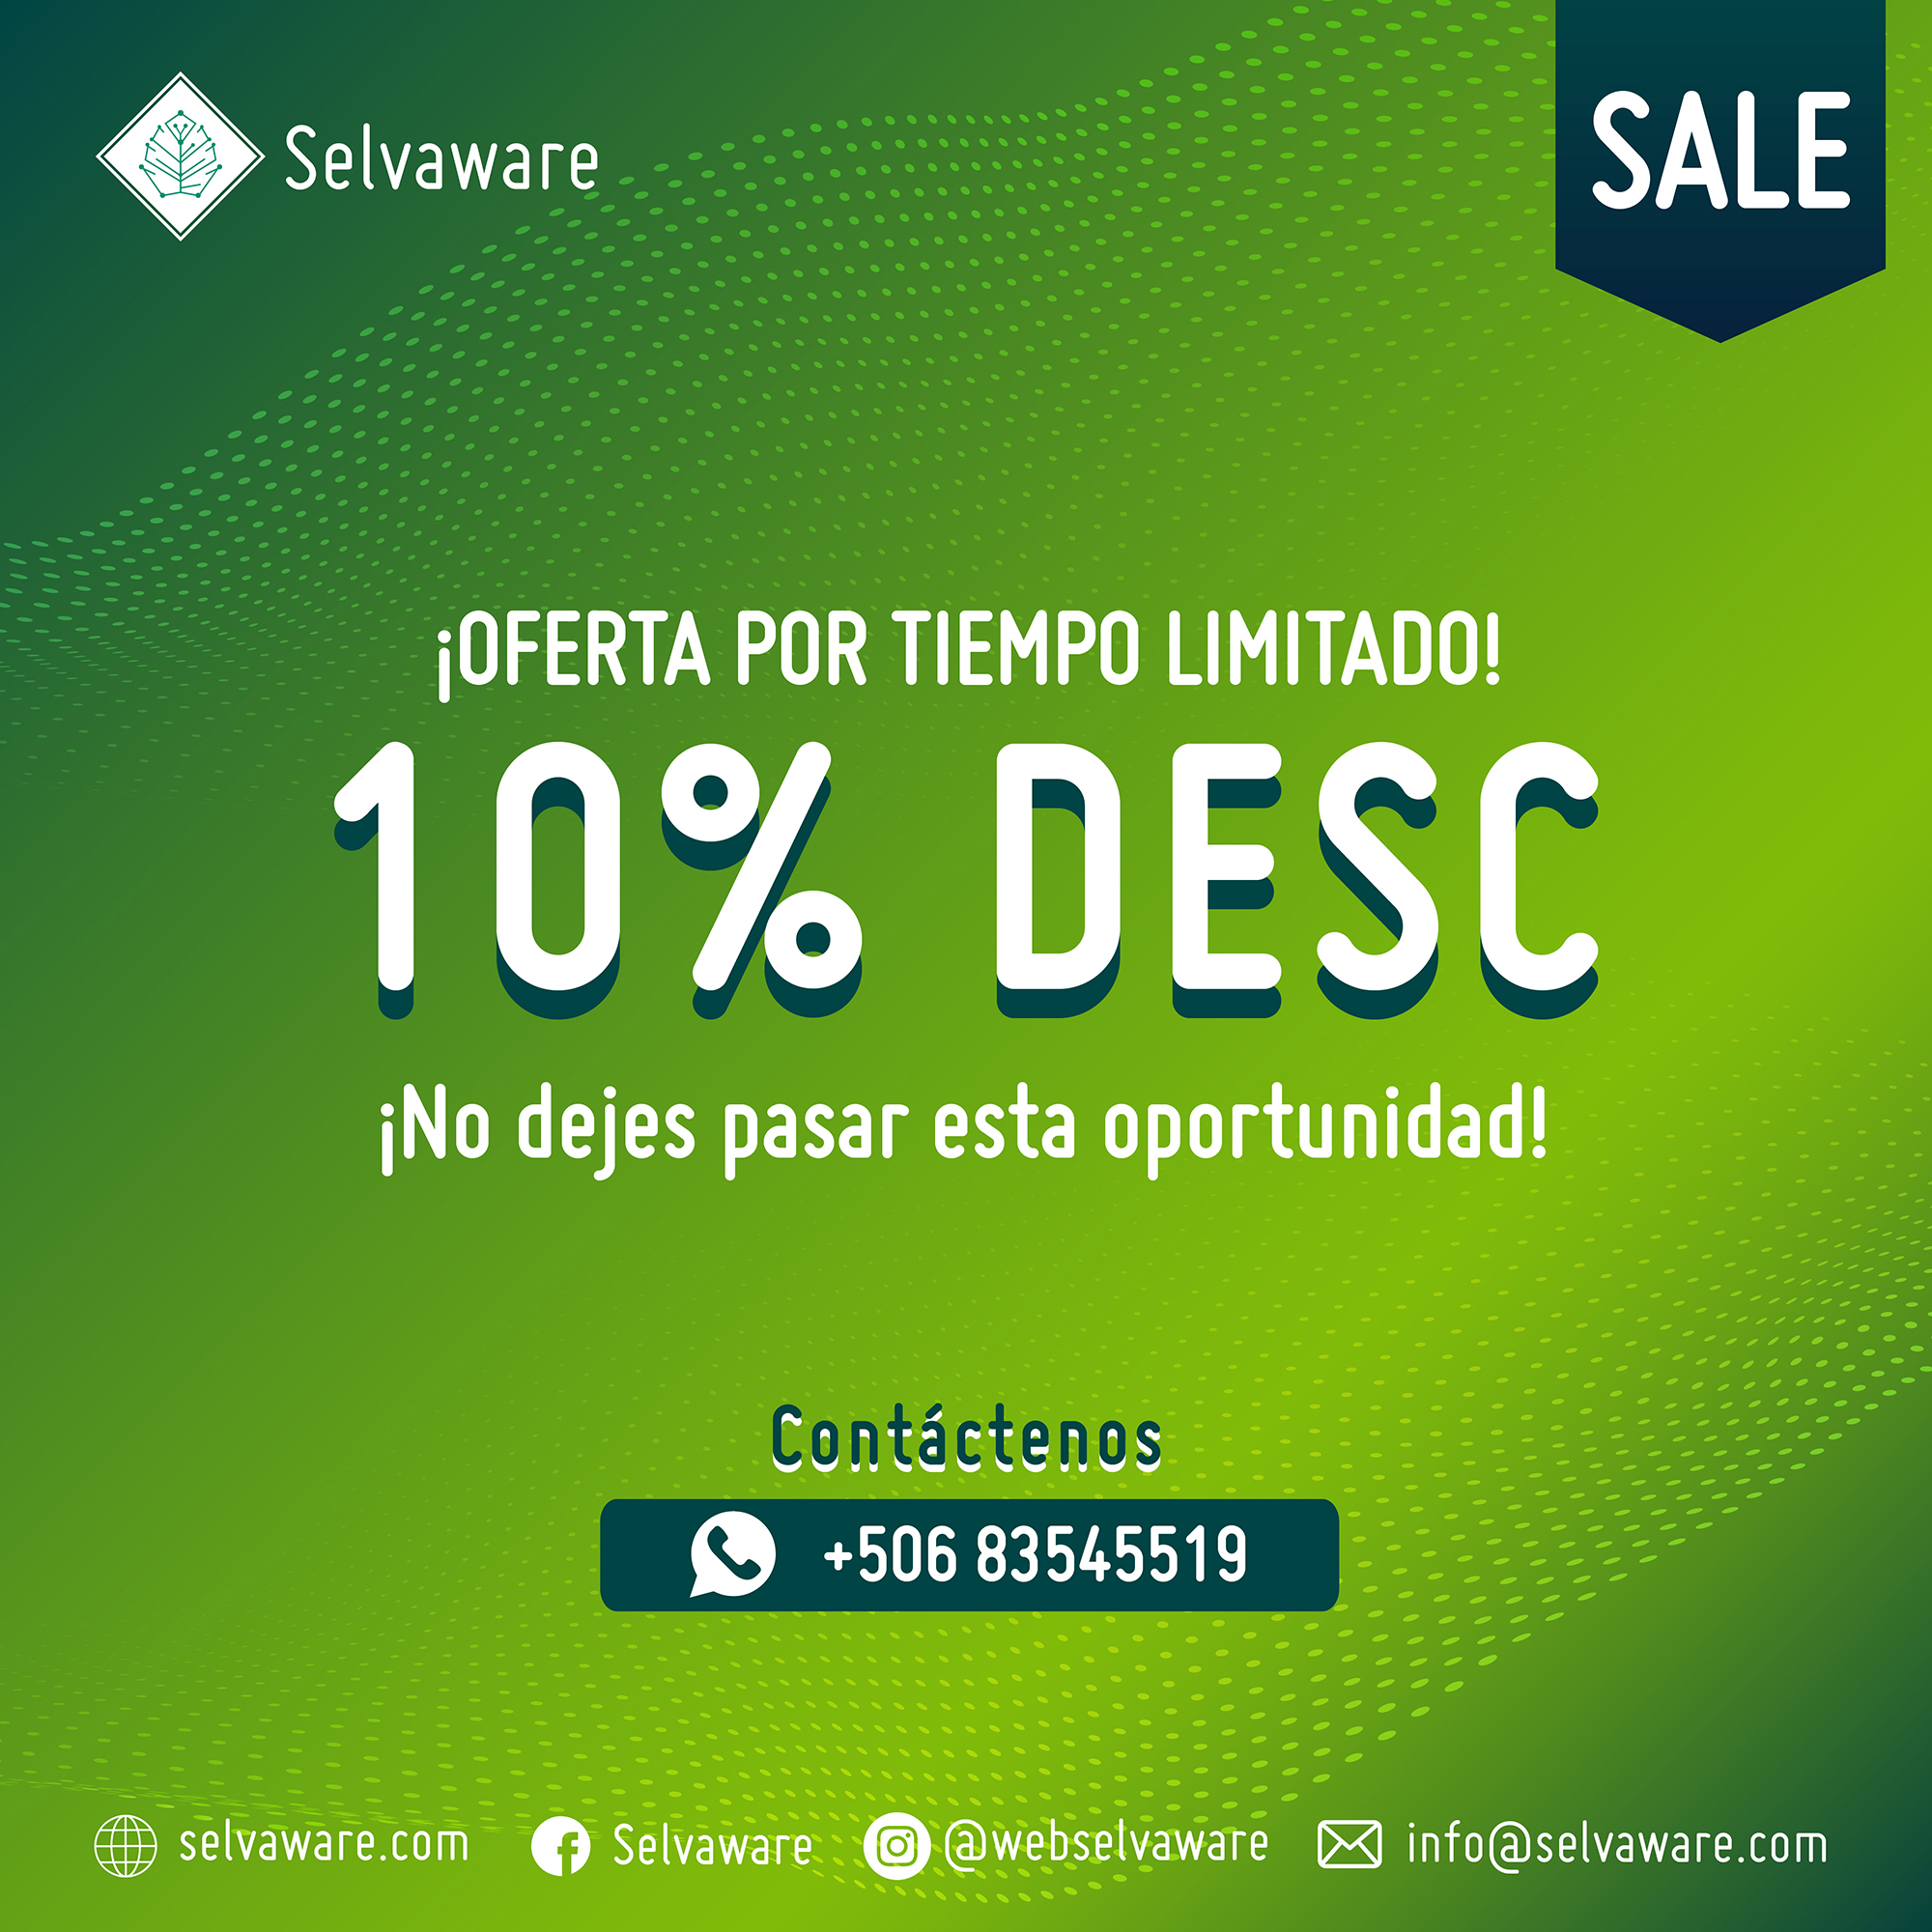 Selvaware
SALE
¡OFERTA POR TIEMPO LIMITADO!
10% DESC
¡No dejes pasar esta oportunidad!
Contáctenos
+506 83545519
selvaware.com
Selvaware
@webselvaware
info@selvaware.com